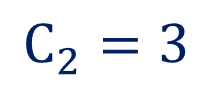 C₂ = 3